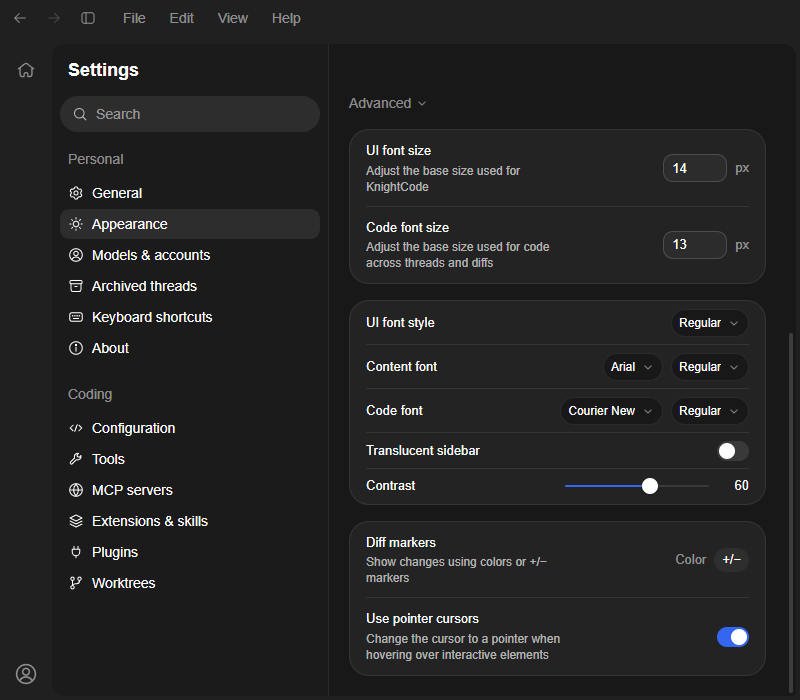 File Edit View Help
Settings
Search
Personal
General
Appearance
Models & accounts
Archived threads
Keyboard shortcuts
About
Coding
Configuration
Tools
MCP servers
Extensions & skills
Plugins
Worktrees
Advanced
UI font size
Adjust the base size used for
KnightCode
14 px
Code font size
Adjust the base size used for code
across threads and diffs
13 px
UI font style Regular
Content font Arial Regular
Code font Courier New Regular
Translucent sidebar
Contrast 60
Diff markers
Show changes using colors or +/−
markers
Color +/−
Use pointer cursors
Change the cursor to a pointer when
hovering over interactive elements